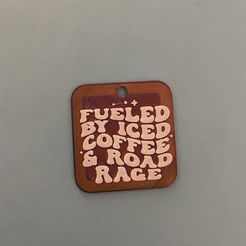 FUELED
BY ICED
COFFEE
& ROAD
RAGE